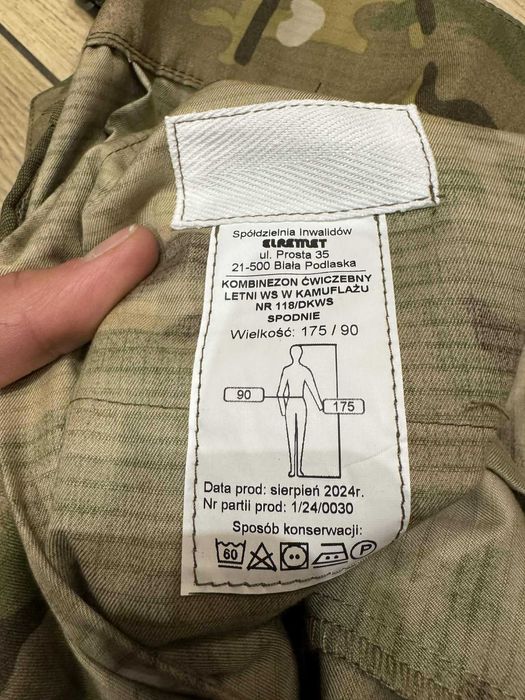 Spółdzielnia Inwalidów
ELREMET
ul. Prosta 35
21-500 Biała Podlaska
KOMBINEZON ĆWICZEBNY
LETNI WS W KAMUFLAŻU
NR 118/DKWS
SPODNIE
Wielkość: 175 / 90
90
175
Data prod: sierpień 2024r.
Nr partii prod: 1/24/0030
Sposób konserwacji:
60
P